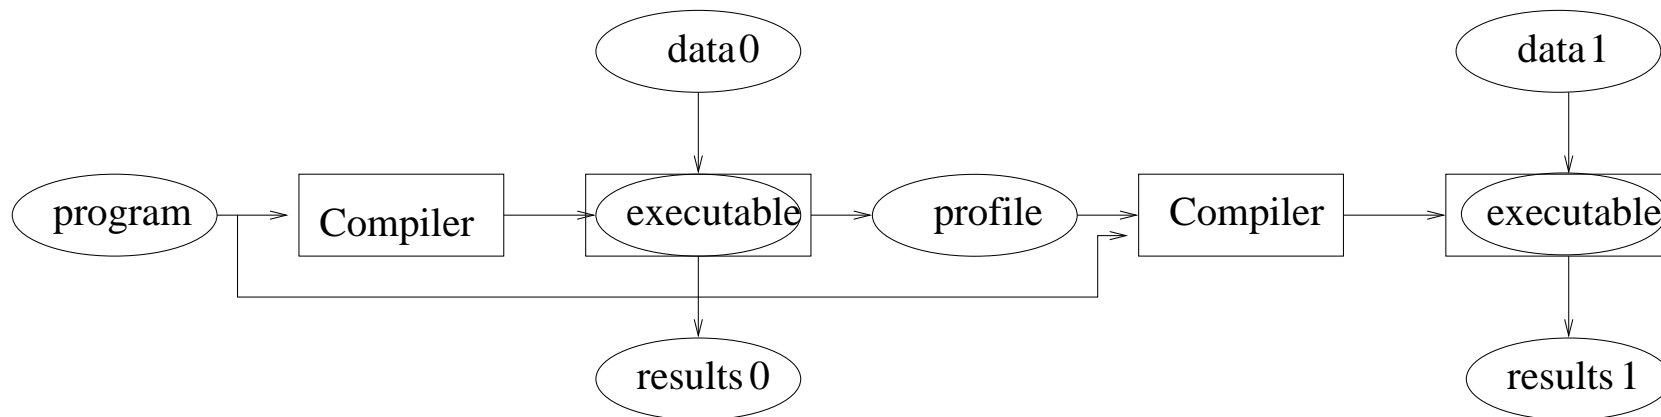 data0
data1
program
Compiler
executable
profile
Compiler
executable
results0
results1